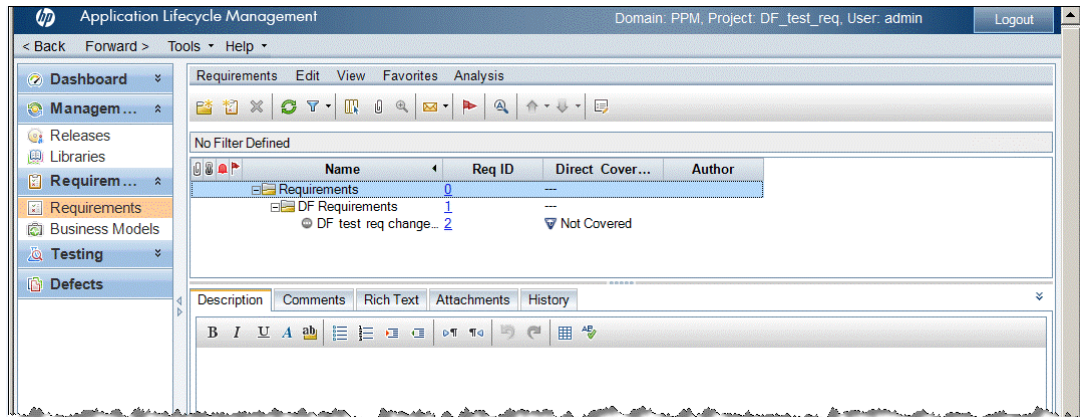 hp Application Lifecycle Management Domain: PPM, Project: DF_test_req, User: admin Logout
< Back Forward > Tools Help
Dashboard
Managem...
Releases
Libraries
Requirem...
Requirements
Business Models
Testing
Defects
Requirements Edit View Favorites Analysis
No Filter Defined
Name Req ID Direct Cover... Author
Requirements 0 ---
DF Requirements 1 ---
DF test req change... 2 Not Covered
Description Comments Rich Text Attachments History
B I U A ab